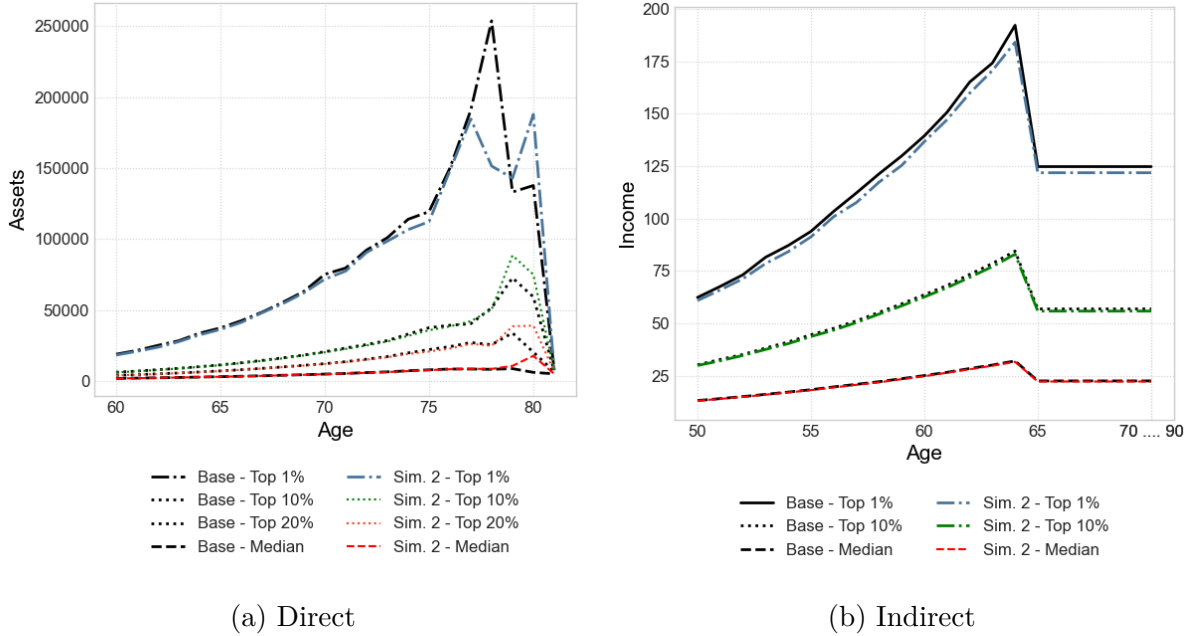 250000
200000
150000
100000
50000
0
Assets
60 65 70 75 80
Age
Base - Top 1% Sim. 2 - Top 1%
Base - Top 10% Sim. 2 - Top 10%
Base - Top 20% Sim. 2 - Top 20%
Base - Median Sim. 2 - Median
(a) Direct
200
175
150
125
100
75
50
25
Income
50 55 60 65 70 .... 90
Age
Base - Top 1% Sim. 2 - Top 1%
Base - Top 10% Sim. 2 - Top 10%
Base - Median Sim. 2 - Median
(b) Indirect